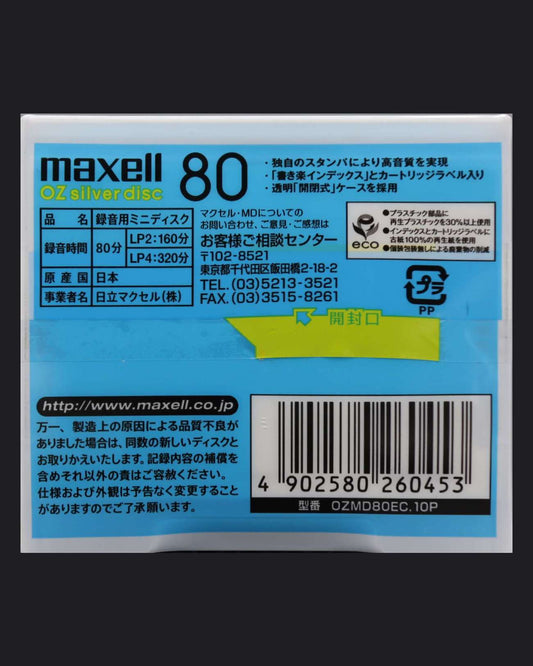 maxell
OZ silver disc
80
・独自のスタンパにより高音質を実現
・「書き楽インデックス」とカートリッジラベル入り
・透明「開閉式」ケースを採用
品 名 録音用ミニディスク
録音時間 80分 LP2:160分
LP4:320分
原産国 日本
事業者名 日立マクセル(株)
マクセル・MDについての
お問い合わせ、ご意見・ご感想は
お客様ご相談センター
〒102-8521
東京都千代田区飯田橋2-18-2
TEL.(03)5213-3521
FAX.(03)3515-8261
eco
●プラスチック部品に
再生プラスチックを30%以上使用
●インデックスとカートリッジラベルに
古紙100%の再生紙を使用
●個装包装無しによる廃棄物の削減
プラ
PP
開封口
http://www.maxell.co.jp
万一、製造上の原因による品質不良が
ありました場合は、同数の新しいディスクと
お取りかえいたします。記録内容の補償を
含めそれ以外の責はご容赦ください。
仕様および外観は予告なく変更すること
がありますのでご了承願います。
4 902580 260453
型番 OZMD80EC.10P